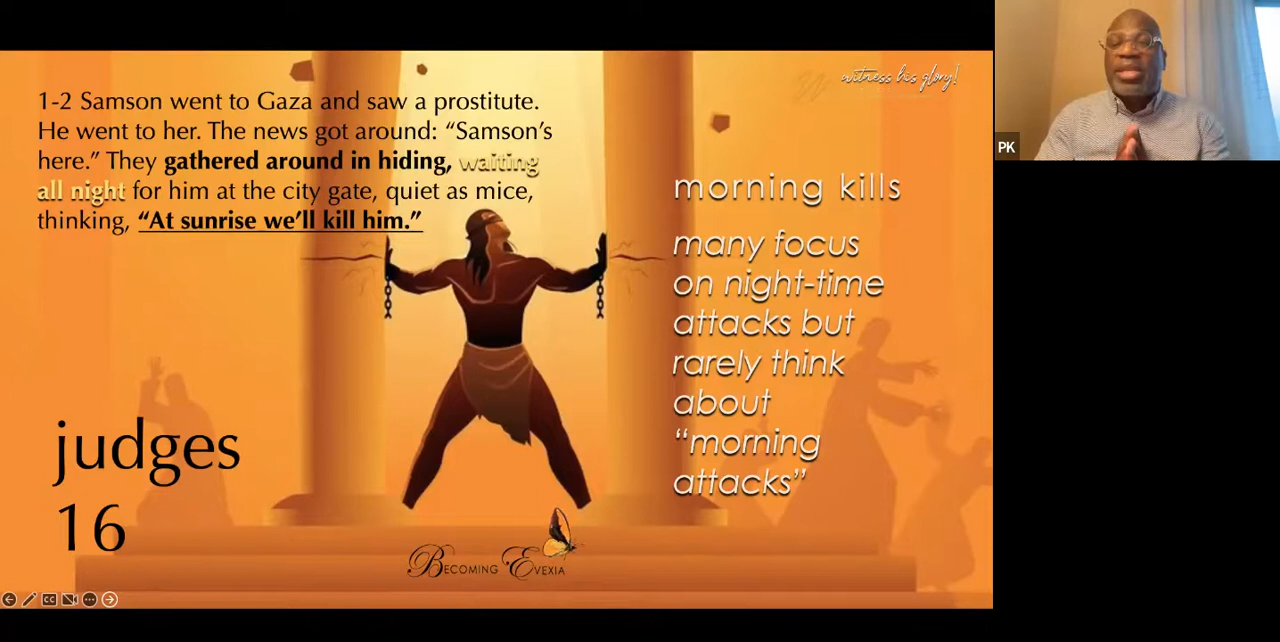 witness his glory!
1-2 Samson went to Gaza and saw a prostitute.
He went to her. The news got around: “Samson’s
here.” They gathered around in hiding, waiting
all night for him at the city gate, quiet as mice,
thinking, “At sunrise we’ll kill him.”
morning kills
many focus
on night-time
attacks but
rarely think
about
“morning
attacks”
judges
16
BECOMING EVEXIA
CC
PK